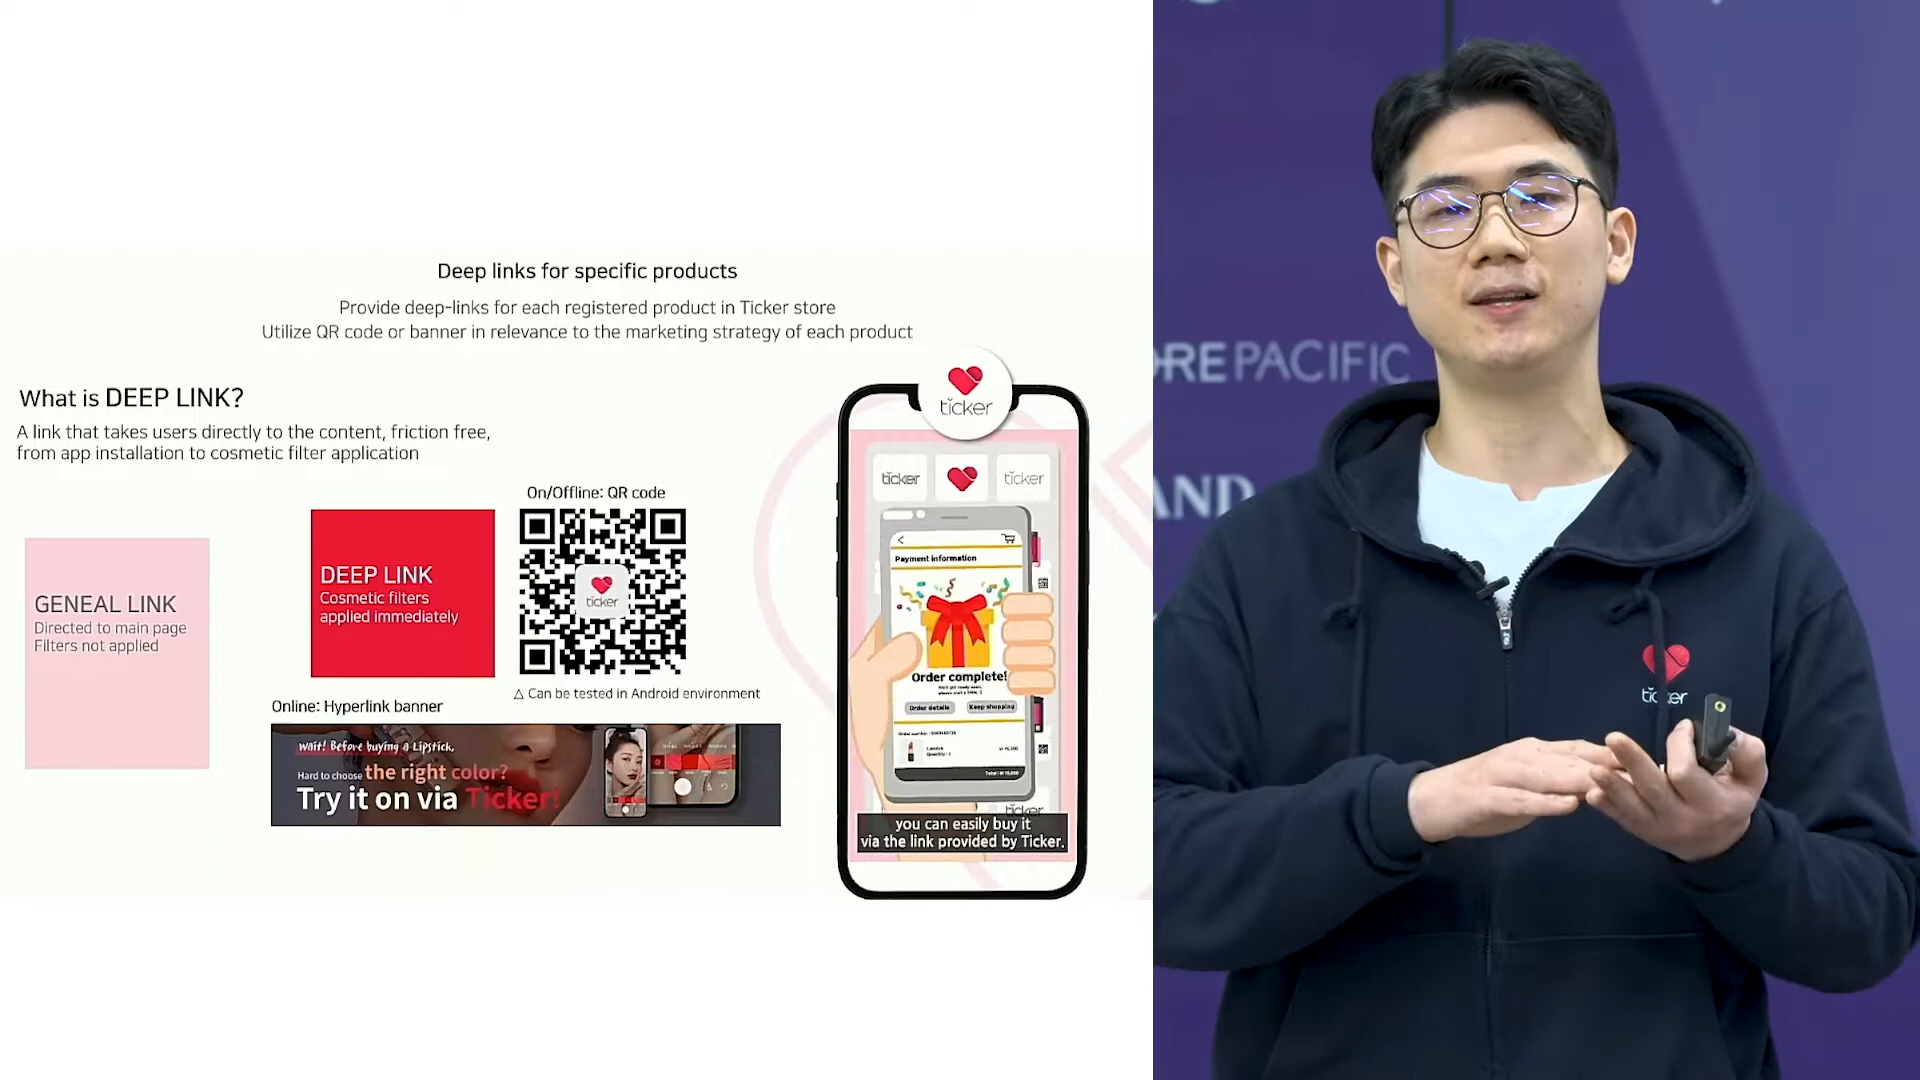 Deep links for specific products
Provide deep-links for each registered product in Ticker store
Utilize QR code or banner in relevance to the marketing strategy of each product
What is DEEP LINK?
A link that takes users directly to the content, friction free,
from app installation to cosmetic filter application
GENEAL LINK
Directed to main page
Filters not applied
DEEP LINK
Cosmetic filters
applied immediately
On/Offline: QR code
ticker
△ Can be tested in Android environment
Online: Hyperlink banner
Wait! Before buying a Lipstick,
Hard to choose the right color?
Try it on via Ticker!
ticker
ticker
ticker
Payment information
Order complete!
Order details
Keep shopping
Lipstick
Quantity : 1
ticker
you can easily buy it
via the link provided by Ticker.
OREPACIFIC
AND
ticker